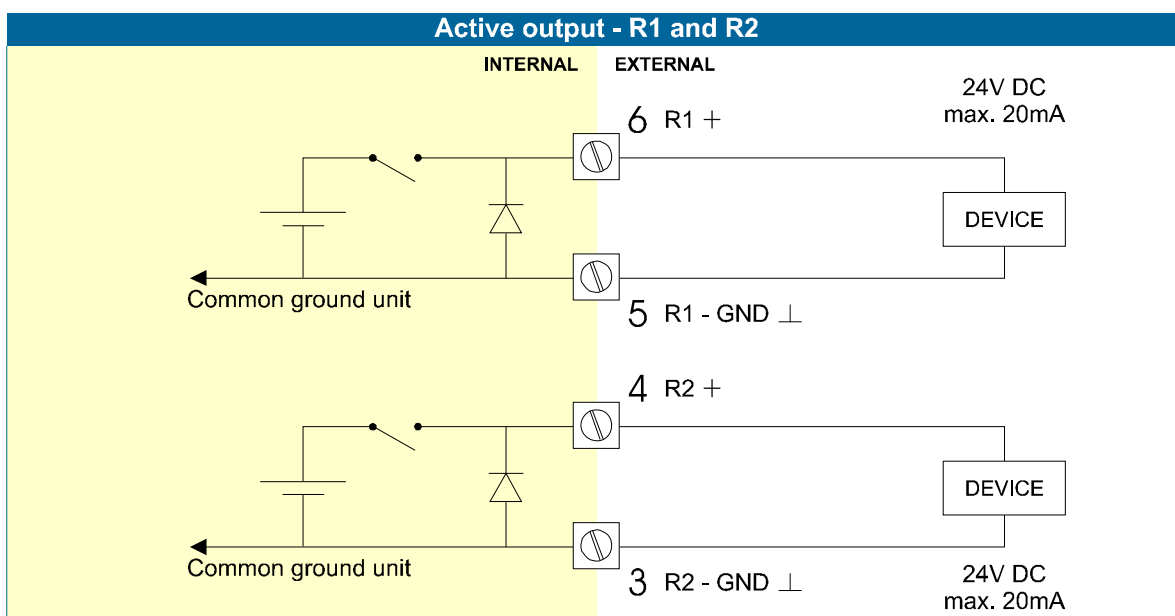 Active output - R1 and R2
INTERNAL EXTERNAL
24V DC
max. 20mA
6 R1 +
DEVICE
Common ground unit
5 R1 - GND ⊥
4 R2 +
DEVICE
Common ground unit
3 R2 - GND ⊥
24V DC
max. 20mA